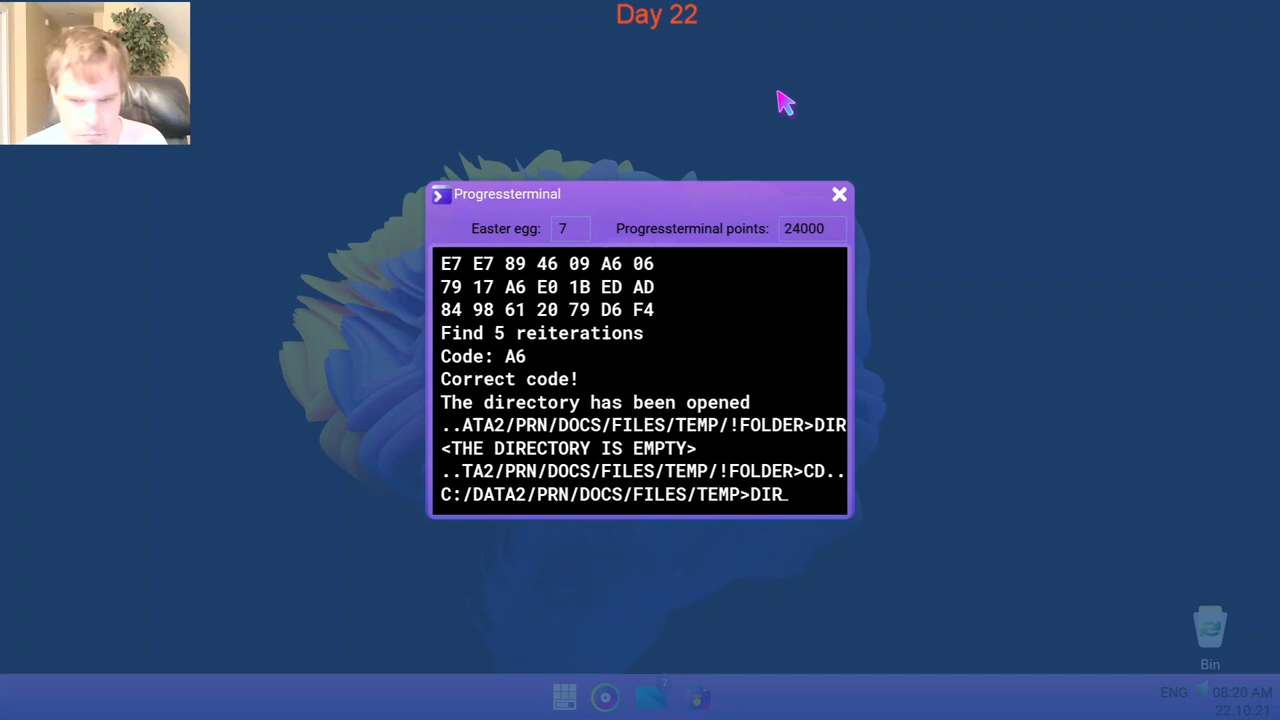 Day 22
Progressterminal
Easter egg: 7 Progressterminal points: 24000
E7 E7 89 46 09 A6 06
79 17 A6 E0 1B ED AD
84 98 61 20 79 D6 F4
Find 5 reiterations
Code: A6
Correct code!
The directory has been opened
..ATA2/PRN/DOCS/FILES/TEMP/!FOLDER>DIR
<THE DIRECTORY IS EMPTY>
..TA2/PRN/DOCS/FILES/TEMP/!FOLDER>CD..
C:/DATA2/PRN/DOCS/FILES/TEMP>DIR_
Bin
7
ENG 08:20 AM
22.10.21